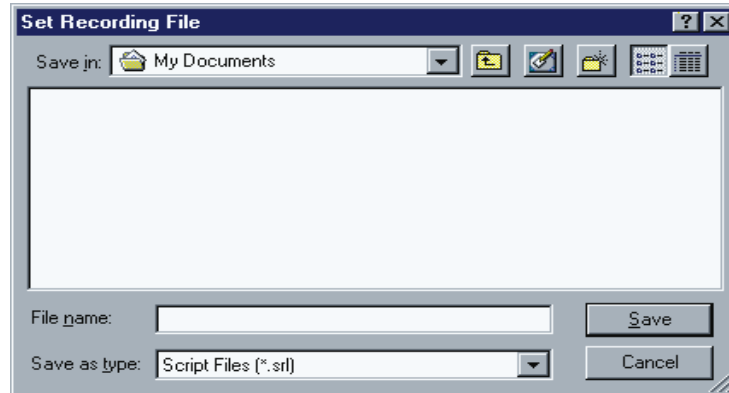 Set Recording File
Save in: My Documents
File name:
Save
Save as type: Script Files (*.srl)
Cancel